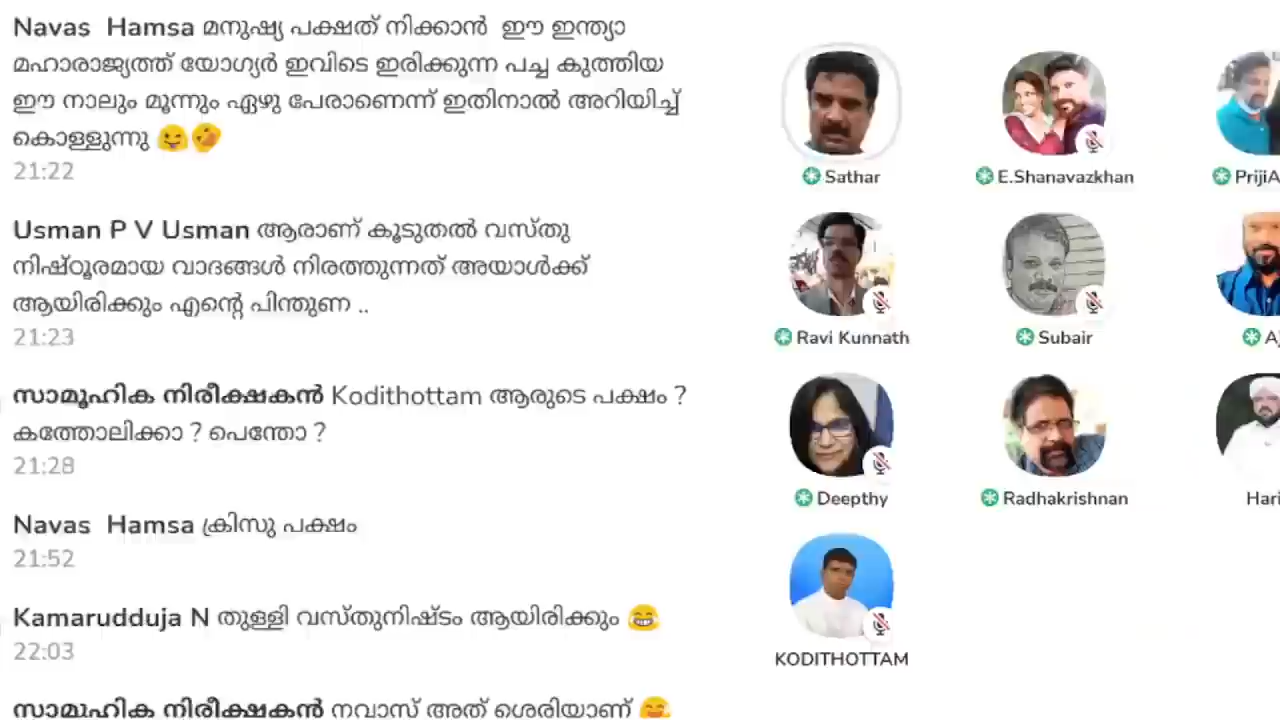 Navas Hamsa മനുഷ്യ പക്ഷത് നിക്കാൻ ഈ ഇന്ത്യാ
മഹാരാജ്യത്ത് യോഗ്യർ ഇവിടെ ഇരിക്കുന്ന പച്ച കുത്തിയ
ഈ നാലും മൂന്നും ഏഴു പേരാണെന്ന് ഇതിനാൽ അറിയിച്ച്
കൊള്ളുന്നു 😜🤣
21:22
Usman P V Usman ആരാണ് കൂടുതൽ വസ്തു
നിഷ്ഠൂരമായ വാദങ്ങൾ നിരത്തുന്നത് അയാൾക്ക്
ആയിരിക്കും എന്റെ പിന്തുണ ..
21:23
സാമൂഹിക നിരീക്ഷകൻ Kodithottam ആരുടെ പക്ഷം ?
കത്തോലിക്കാ ? പെന്തോ ?
21:28
Navas Hamsa ക്രിസു പക്ഷം
21:52
Kamarudduja N തുള്ളി വസ്തുനിഷ്ടം ആയിരിക്കും 😂
22:03
സാമൂഹിക നിരീക്ഷകൻ നവാസ് അത് ശെരിയാണ് 🤗
Sathar
E.Shanavazkhan
PrijiA
Ravi Kunnath
Subair
Aj
Deepthy
Radhakrishnan
Hari
KODITHOTTAM